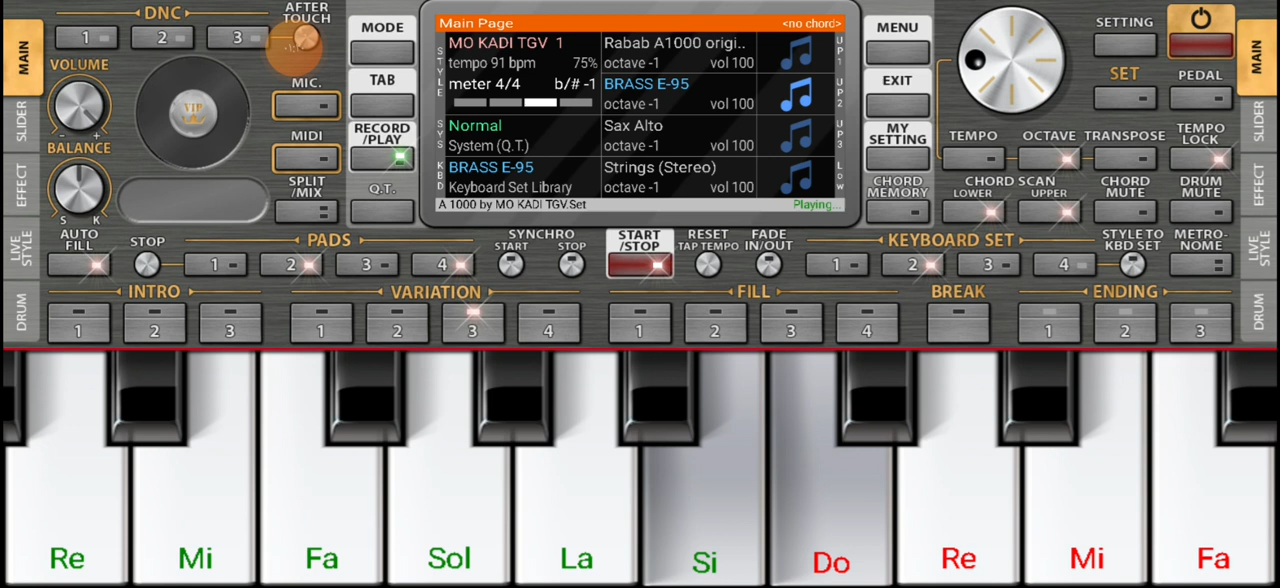 DNC
1 2 3
AFTER
TOUCH
MAIN
SLIDER
EFFECT
LIVE
STYLE
DRUM
VOLUME
- +
BALANCE
S K
VIP
MIC.
MIDI
SPLIT
/MIX
MODE
TAB
RECORD
/PLAY
Q.T.
Main Page <no chord>
STYLE
MO KADI TGV 1
tempo 91 bpm 75%
meter 4/4 b/# -1
SYS
Normal
System (Q.T.)
KBD
BRASS E-95
Keyboard Set Library
Rabab A1000 origi..
octave -1 vol 100
UP1
BRASS E-95
octave -1 vol 100
UP2
Sax Alto
octave -1 vol 100
UP3
Strings (Stereo)
octave -1 vol 100
Low
A 1000 by MO KADI TGV.Set Playing...
MENU
EXIT
MY
SETTING
CHORD
MEMORY
SETTING
SET
PEDAL
TEMPO
OCTAVE
TRANSPOSE
TEMPO
LOCK
CHORD SCAN
LOWER UPPER
CHORD
MUTE
DRUM
MUTE
MAIN
SLIDER
EFFECT
LIVE
STYLE
DRUM
AUTO
FILL
STOP
PADS
1 2 3 4
SYNCHRO
START STOP
START
/STOP
RESET
TAP TEMPO
FADE
IN/OUT
KEYBOARD SET
1 2 3 4
STYLE TO
KBD SET
METRO-
NOME
INTRO
1 2 3
VARIATION
1 2 3 4
FILL
1 2 3 4
BREAK
ENDING
1 2 3
Re Mi Fa Sol La Si Do Re Mi Fa